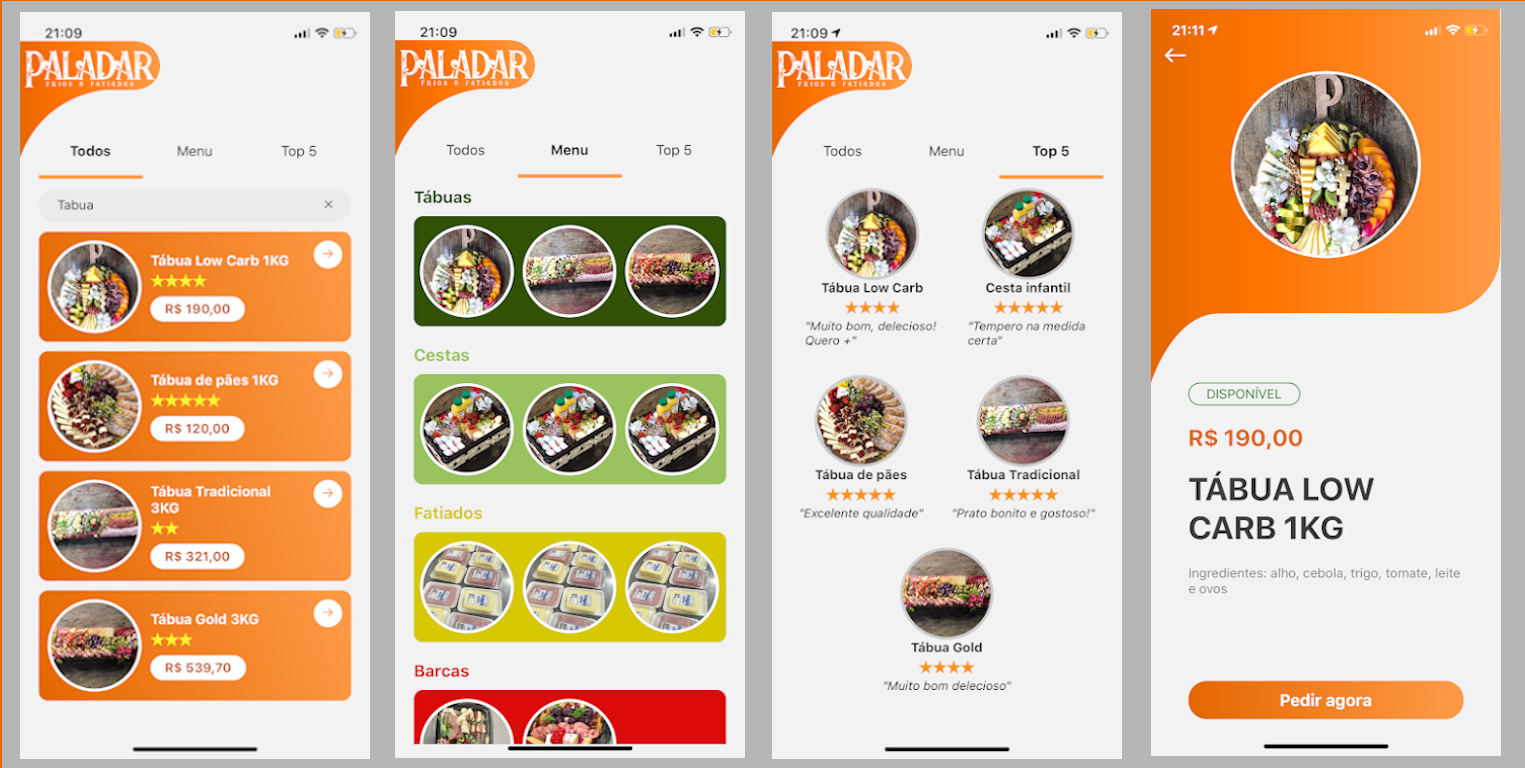 21:09
PALADAR
FRIOS & FATIADOS
Todos Menu Top 5
Tabua
Tábua Low Carb 1KG
R$ 190,00
Tábua de pães 1KG
R$ 120,00
Tábua Tradicional
3KG
R$ 321,00
Tábua Gold 3KG
R$ 539,70
21:09
PALADAR
FRIOS & FATIADOS
Todos Menu Top 5
Tábuas
Cestas
Fatiados
Barcas
21:09
PALADAR
FRIOS & FATIADOS
Todos Menu Top 5
Tábua Low Carb
"Muito bom, delecioso!
Quero +"
Cesta infantil
"Tempero na medida
certa"
Tábua de pães
"Excelente qualidade"
Tábua Tradicional
"Prato bonito e gostoso!"
Tábua Gold
"Muito bom delecioso"
21:11
P
DISPONÍVEL
R$ 190,00
TÁBUA LOW
CARB 1KG
Ingredientes: alho, cebola, trigo, tomate, leite
e ovos
Pedir agora